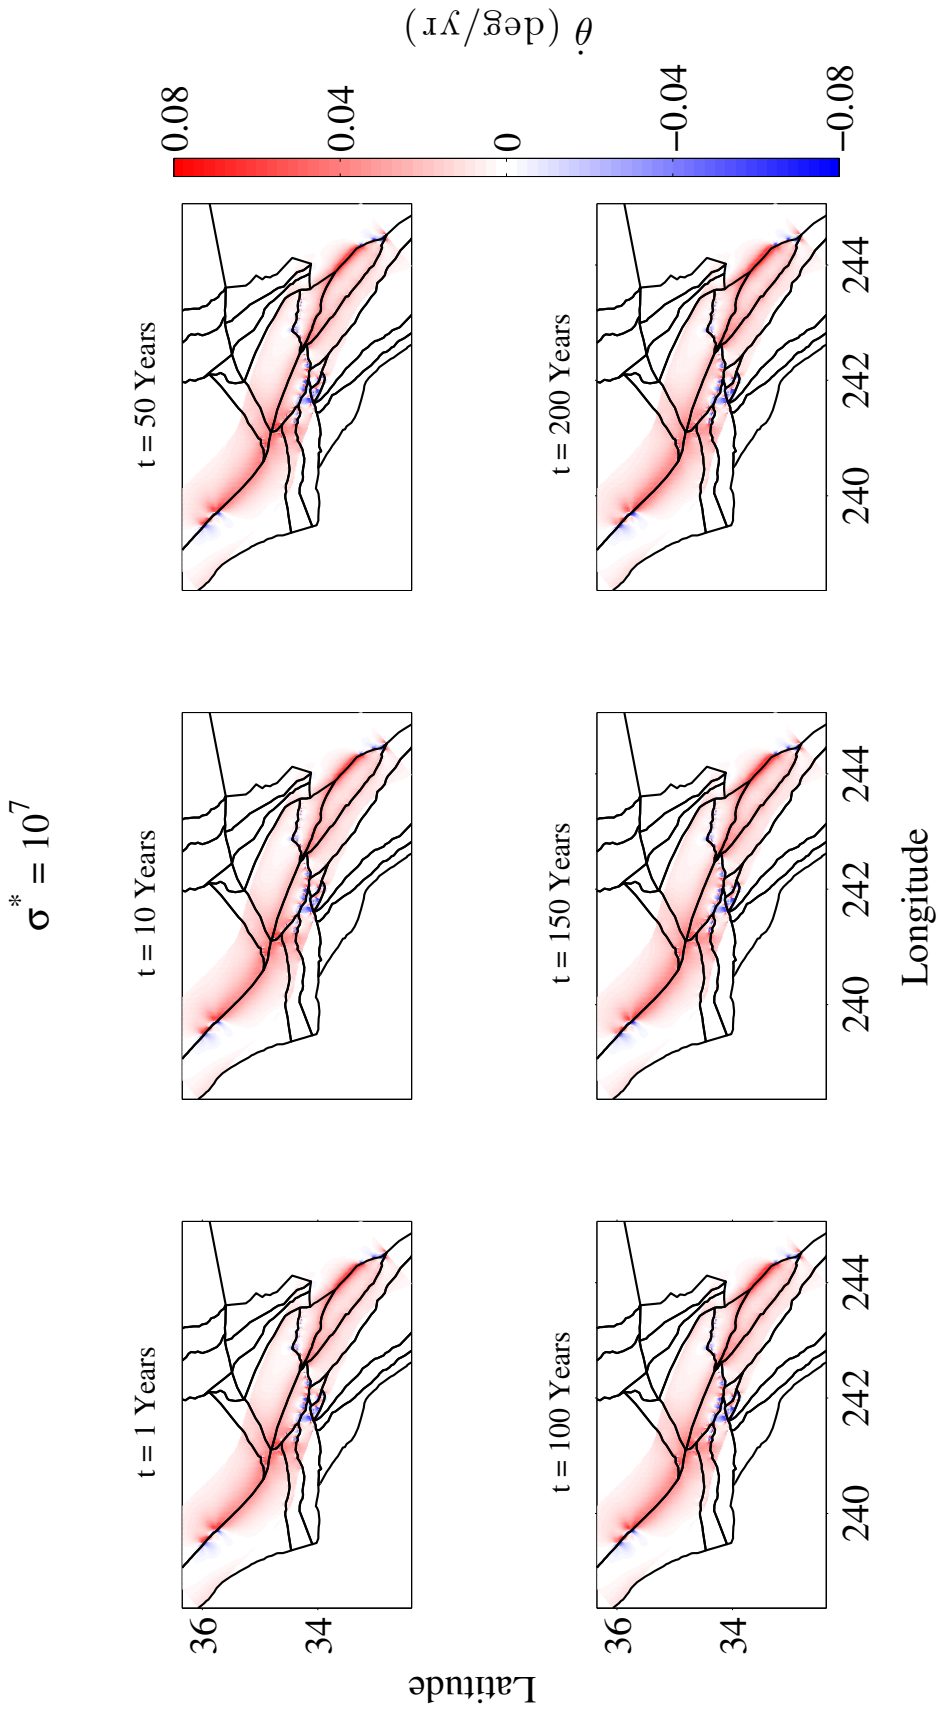 σ* = 10⁷
t = 1 Years
t = 10 Years
t = 50 Years
36
34
t = 100 Years
t = 150 Years
t = 200 Years
36
34
240
242
244
240
242
244
240
242
244
Latitude
Longitude
0.08
0.04
0
−0.04
−0.08
θ̇ (deg/yr)